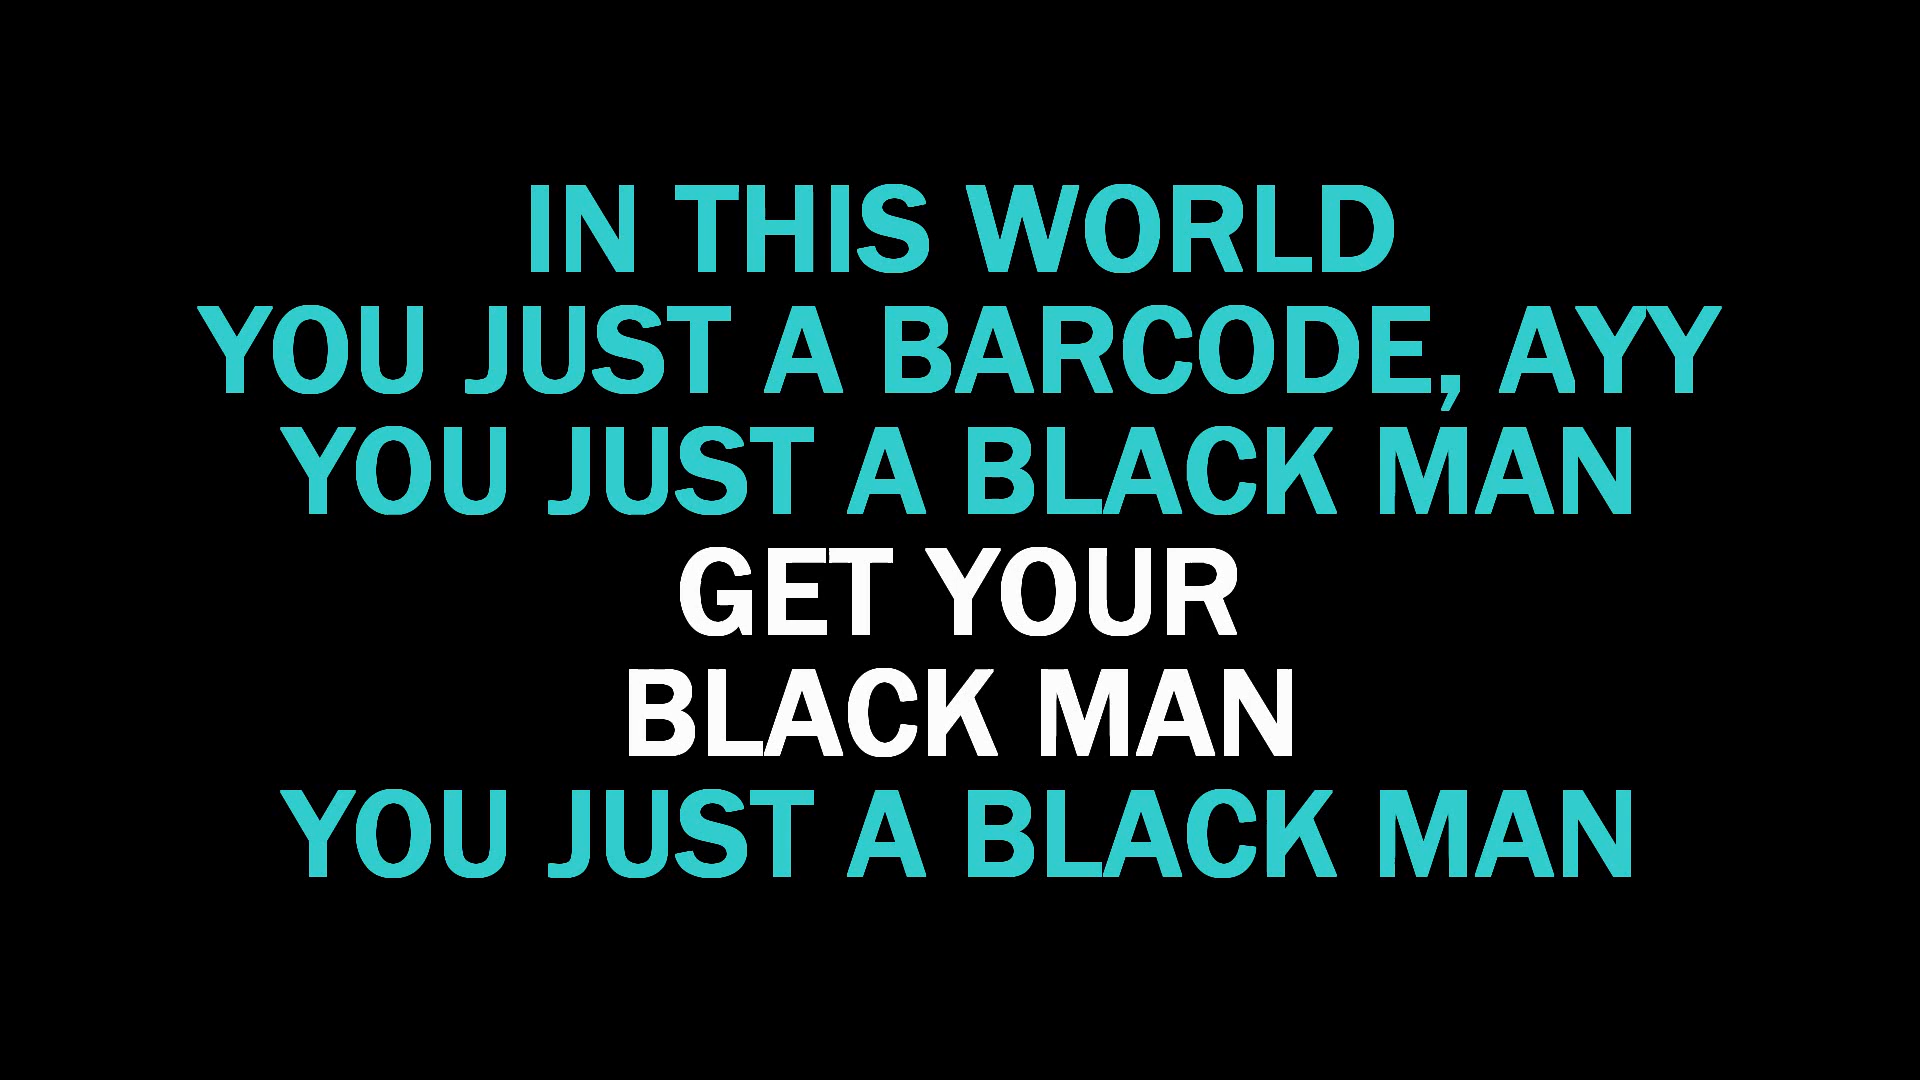 IN THIS WORLD
YOU JUST A BARCODE, AYY
YOU JUST A BLACK MAN
GET YOUR
BLACK MAN
YOU JUST A BLACK MAN